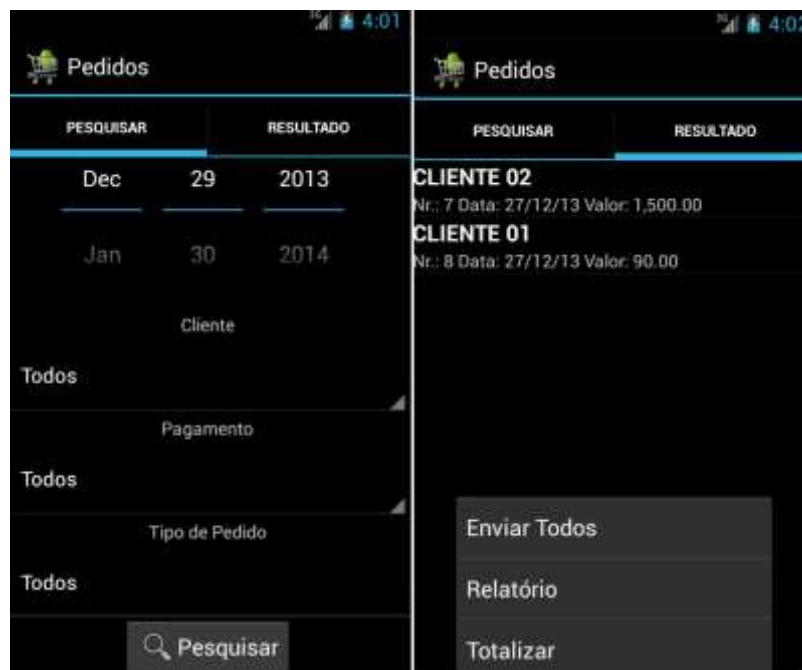 3G 4:01
Pedidos
PESQUISAR RESULTADO
Dec 29 2013
Jan 30 2014
Cliente
Todos
Pagamento
Todos
Tipo de Pedido
Todos
Pesquisar
3G 4:02
Pedidos
PESQUISAR RESULTADO
CLIENTE 02
Nr.: 7 Data: 27/12/13 Valor: 1,500.00
CLIENTE 01
Nr.: 8 Data: 27/12/13 Valor: 90.00
Enviar Todos
Relatório
Totalizar